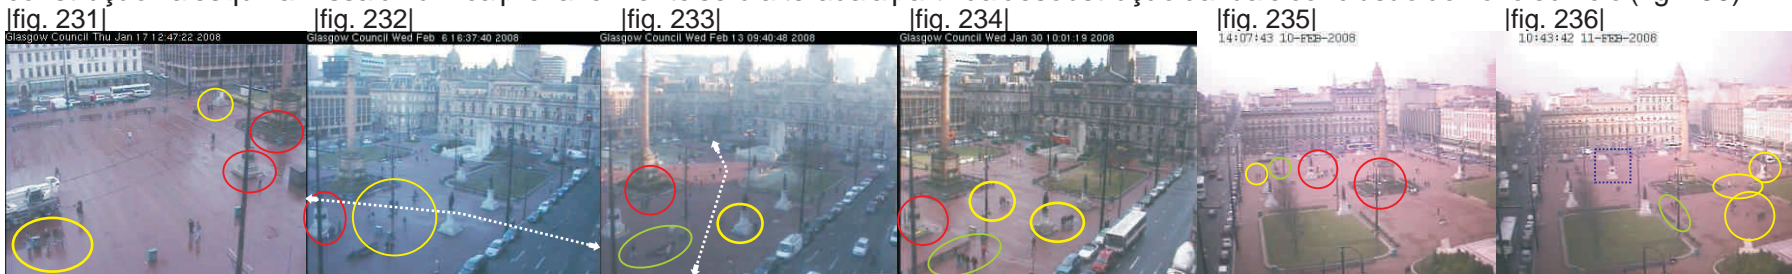 |fig. 231| |fig. 232| |fig. 233| |fig. 234| |fig. 235| |fig. 236|
Glasgow Council Thu Jan 17 12:47:22 2008
Glasgow Council Wed Feb 6 16:37:40 2008
Glasgow Council Wed Feb 13 09:40:48 2008
Glasgow Council Wed Jan 30 10:01:19 2008
14:07:43 10-FEB-2008
10:43:42 11-FEB-2008